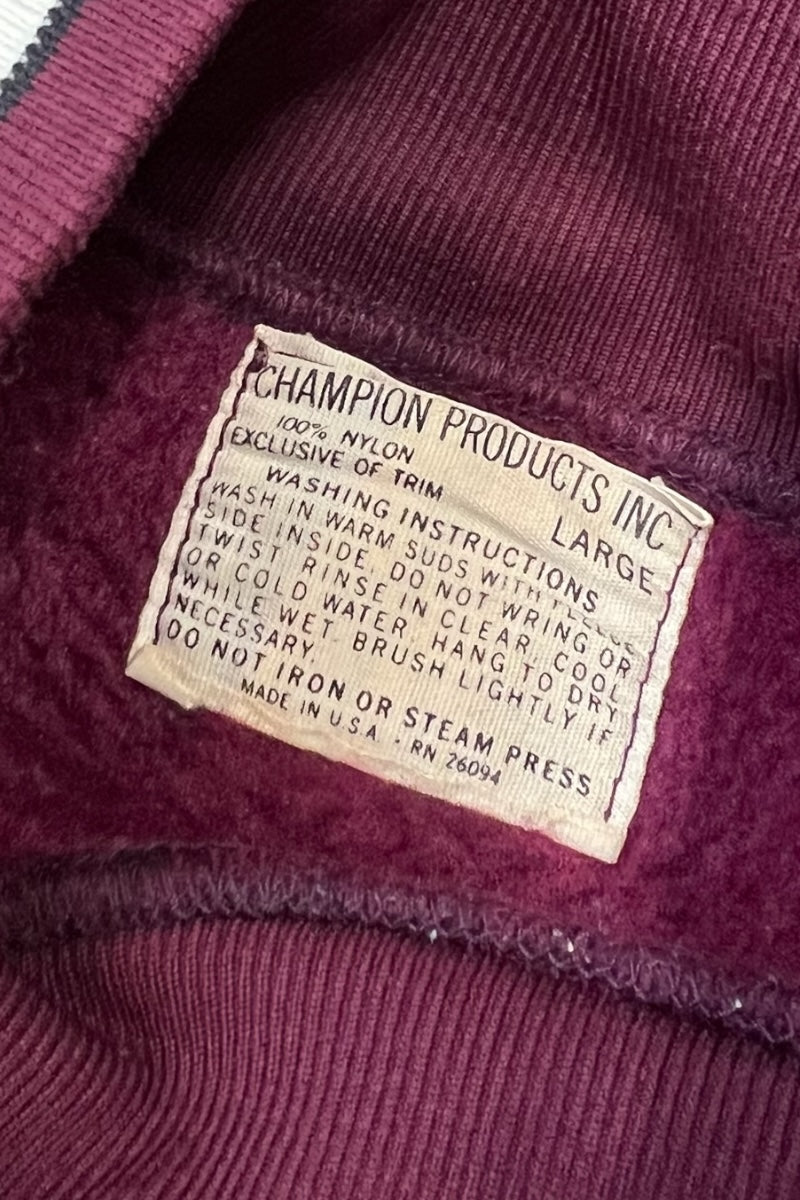 CHAMPION PRODUCTS INC
100% NYLON
EXCLUSIVE OF TRIM
LARGE
WASHING INSTRUCTIONS
WASH IN WARM SUDS WITH FLEECE
SIDE INSIDE. DO NOT WRING OR
TWIST. RINSE IN CLEAR, COOL
OR COLD WATER, HANG TO DRY
WHILE WET. BRUSH LIGHTLY IF
NECESSARY.
DO NOT IRON OR STEAM PRESS
MADE IN U.S.A. · RN 26094